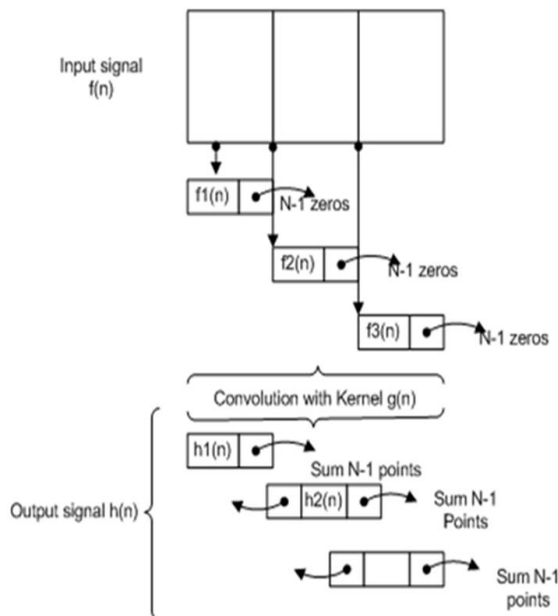 Input signal
f(n)
f1(n)
N-1 zeros
f2(n)
N-1 zeros
f3(n)
N-1 zeros
Convolution with Kernel g(n)
h1(n)
Sum N-1 points
Output signal h(n)
h2(n)
Sum N-1
Points
Sum N-1
points